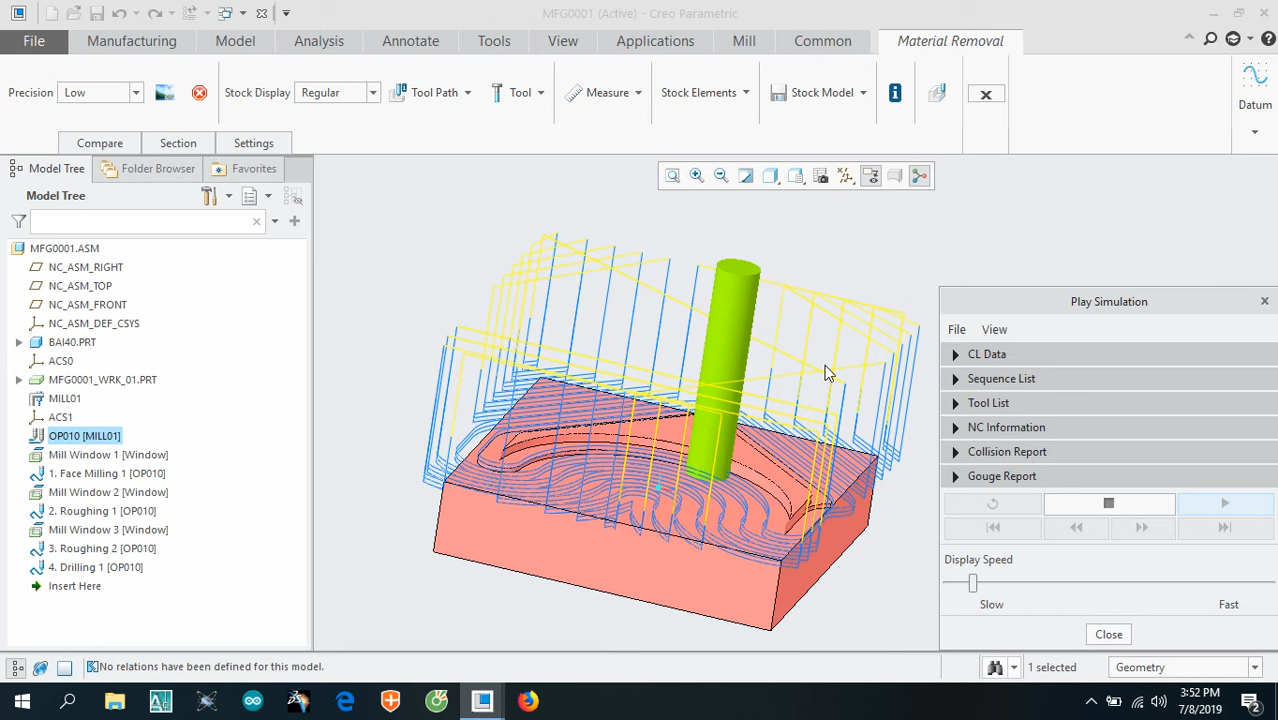 MFG0001 (Active) - Creo Parametric
File Manufacturing Model Analysis Annotate Tools View Applications Mill Common Material Removal
Precision Low Stock Display Regular Tool Path Tool Measure Stock Elements Stock Model Datum
Compare Section Settings
Model Tree Folder Browser Favorites
Model Tree
MFG0001.ASM
NC_ASM_RIGHT
NC_ASM_TOP
NC_ASM_FRONT
NC_ASM_DEF_CSYS
BAI40.PRT
ACS0
MFG0001_WRK_01.PRT
MILL01
ACS1
OP010 [MILL01]
Mill Window 1 [Window]
1. Face Milling 1 [OP010]
Mill Window 2 [Window]
2. Roughing 1 [OP010]
Mill Window 3 [Window]
3. Roughing 2 [OP010]
4. Drilling 1 [OP010]
Insert Here
Play Simulation
File View
CL Data
Sequence List
Tool List
NC Information
Collision Report
Gouge Report
Display Speed
Slow Fast
Close
No relations have been defined for this model.
1 selected Geometry
3:52 PM
7/8/2019
2